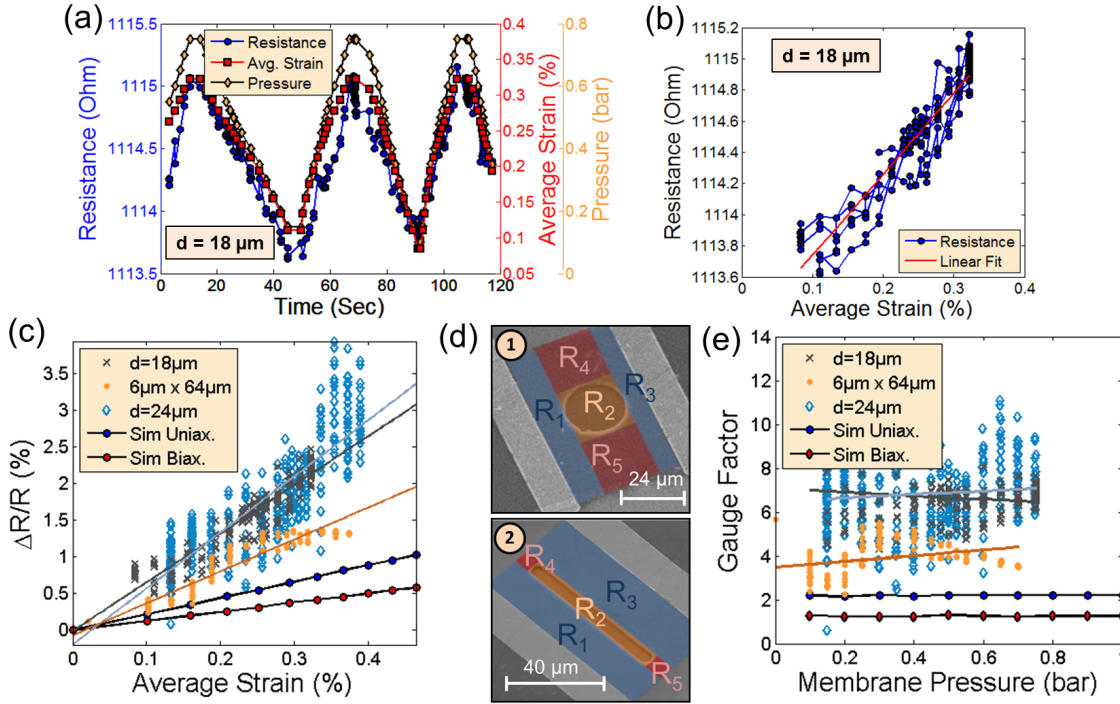 (a)
1115.5
1115
1114.5
1114
1113.5
Resistance (Ohm)
Resistance
Avg. Strain
Pressure
d = 18 µm
0 20 40 60 80 100 120
Time (Sec)
0.4
0.35
0.3
0.25
0.2
0.15
0.1
0.05
Average Strain (%)
0.8
0.6
0.4
0.2
0
Pressure (bar)
(b)
1115.2
1115
1114.8
1114.6
1114.4
1114.2
1114
1113.8
1113.6
Resistance (Ohm)
d = 18 µm
Resistance
Linear Fit
0 0.1 0.2 0.3 0.4
Average Strain (%)
(c)
3.5
3
2.5
2
1.5
1
0.5
0
ΔR/R (%)
d=18µm
6µm x 64µm
d=24µm
Sim Uniax.
Sim Biax.
0 0.1 0.2 0.3 0.4
Average Strain (%)
(d)
1
R4
R3
R2
R1
R5
24 µm
2
R4
R3
R2
R1
R5
40 µm
(e)
14
12
10
8
6
4
2
0
Gauge Factor
d=18µm
6µm x 64µm
d=24µm
Sim Uniax.
Sim Biax.
0 0.2 0.4 0.6 0.8 1
Membrane Pressure (bar)